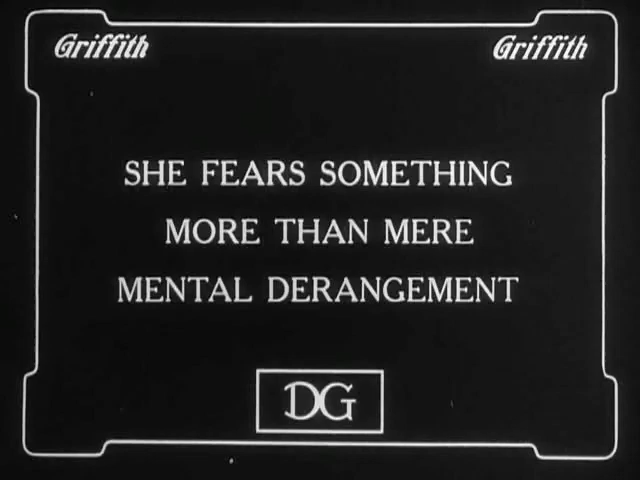 Griffith Griffith
SHE FEARS SOMETHING
MORE THAN MERE
MENTAL DERANGEMENT
DG